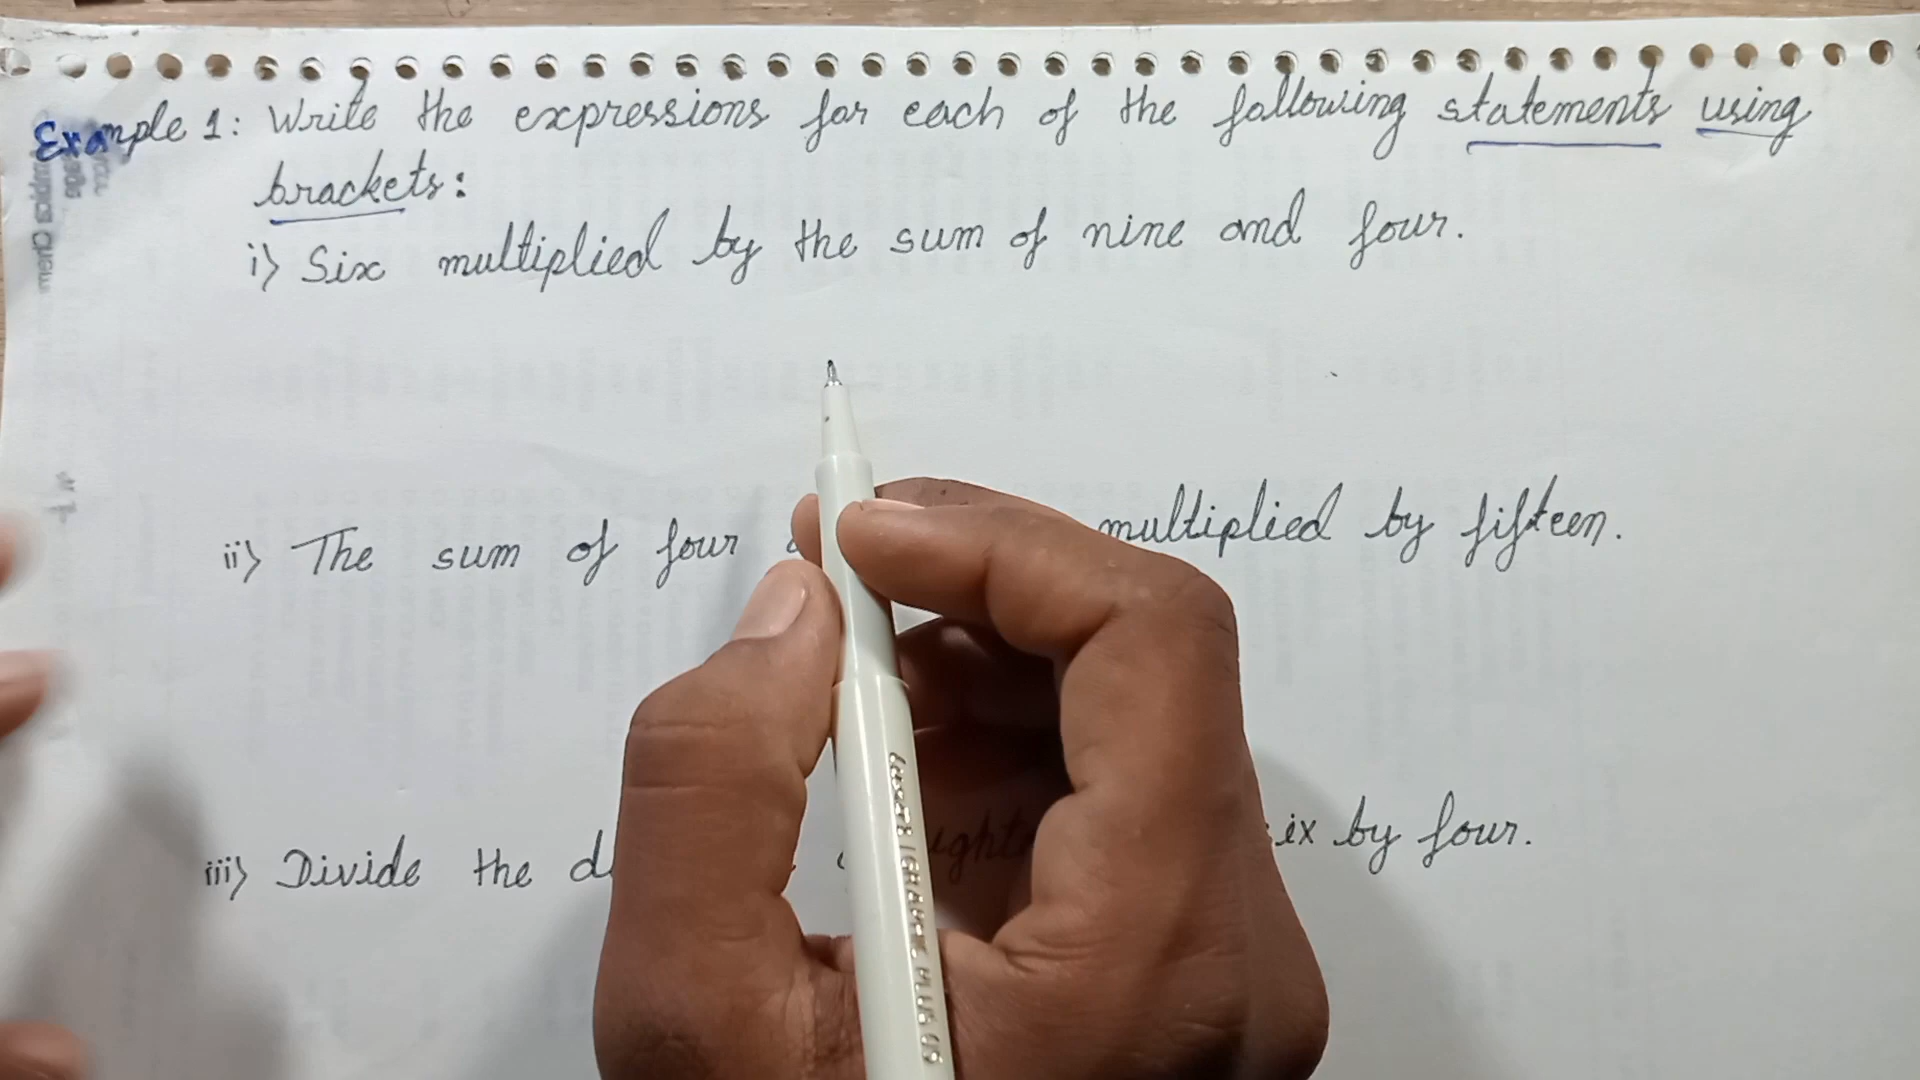 Example 1: Write the expressions for each of the following statements using
brackets:
i) Six multiplied by the sum of nine and four.
ii) The sum of four multiplied by fifteen.
iii) Divide the by four.